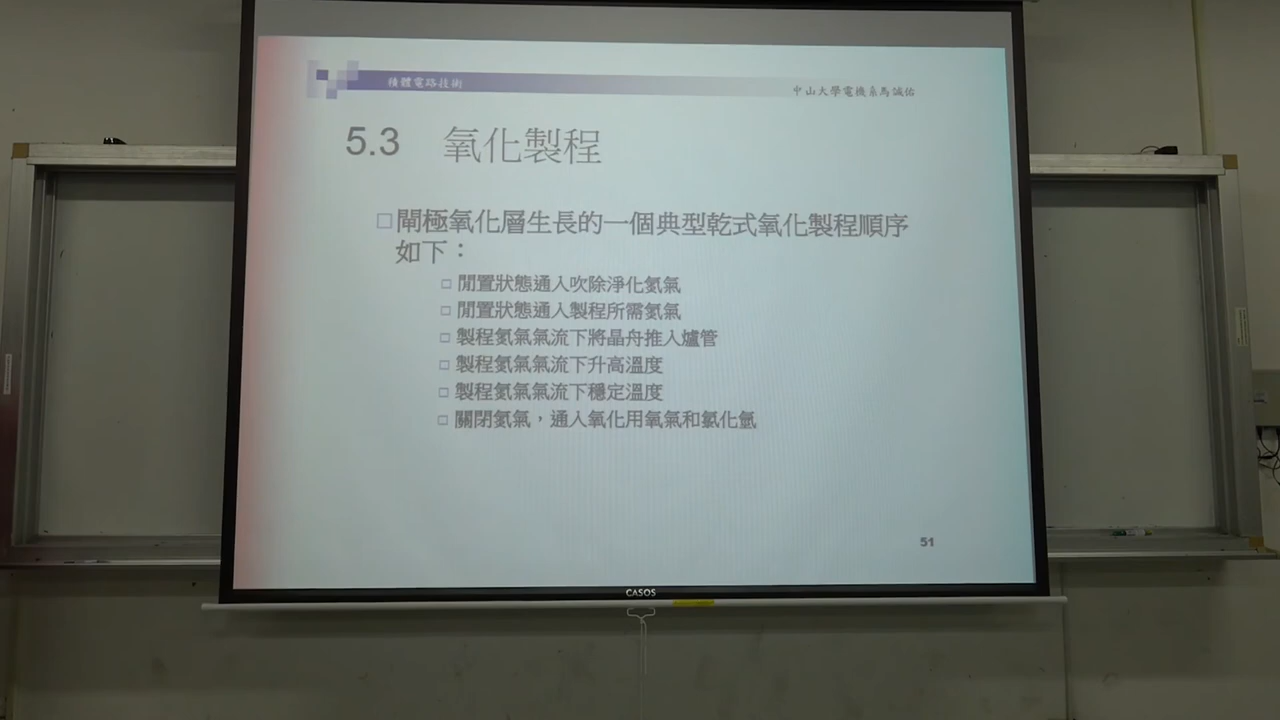 積體電路技術
中山大學電機系馬誠佑
5.3 氧化製程
閘極氧化層生長的一個典型乾式氧化製程順序
如下：
閒置狀態通入吹除淨化氮氣
閒置狀態通入製程所需氮氣
製程氮氣氣流下將晶舟推入爐管
製程氮氣氣流下升高溫度
製程氮氣氣流下穩定溫度
關閉氮氣，通入氧化用氧氣和氯化氫
51
CASOS